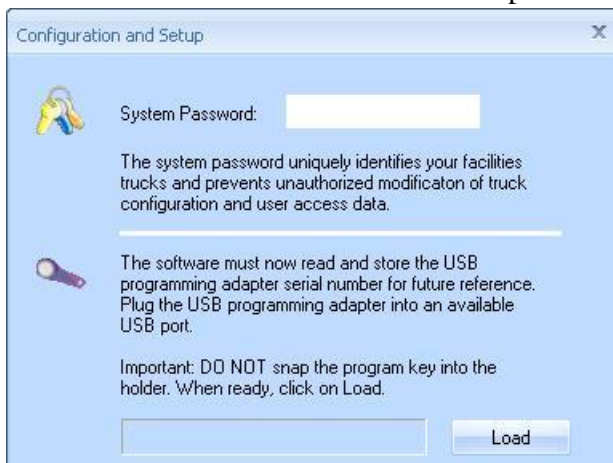 Configuration and Setup
System Password:
The system password uniquely identifies your facilities
trucks and prevents unauthorized modificaton of truck
configuration and user access data.
The software must now read and store the USB
programming adapter serial number for future reference.
Plug the USB programming adapter into an available
USB port.
Important: DO NOT snap the program key into the
holder. When ready, click on Load.
Load